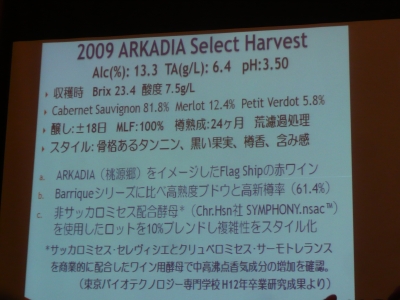 2009 ARKADIA Select Harvest
Alc(%): 13.3 TA(g/L): 6.4 pH:3.50
収穫時 Brix 23.4 酸度 7.5g/L
Cabernet Sauvignon 81.8% Merlot 12.4% Petit Verdot 5.8%
醸し:±18日 MLF:100% 樽熟成:24ヶ月 荒濾過処理
スタイル: 骨格あるタンニン、黒い果実、樽香、含み感
a. ARKADIA（桃源郷）をイメージしたFlag Shipの赤ワイン
b. Barriqueシリーズに比べ高熟度ブドウと高新樽率（61.4%）
c. 非サッカロミセス配合酵母*（Chr.Hsn社 SYMPHONY.nsac™）
を使用したロットを10%ブレンドし複雑性をスタイル化
*サッカロミセス・セレヴィシエとクリュベロミセス・サーモトレランス
を商業的に配合したワイン用酵母で中高沸点香気成分の増加を確認。
（東京バイオテクノロジー専門学校 H12年卒業研究成果より）